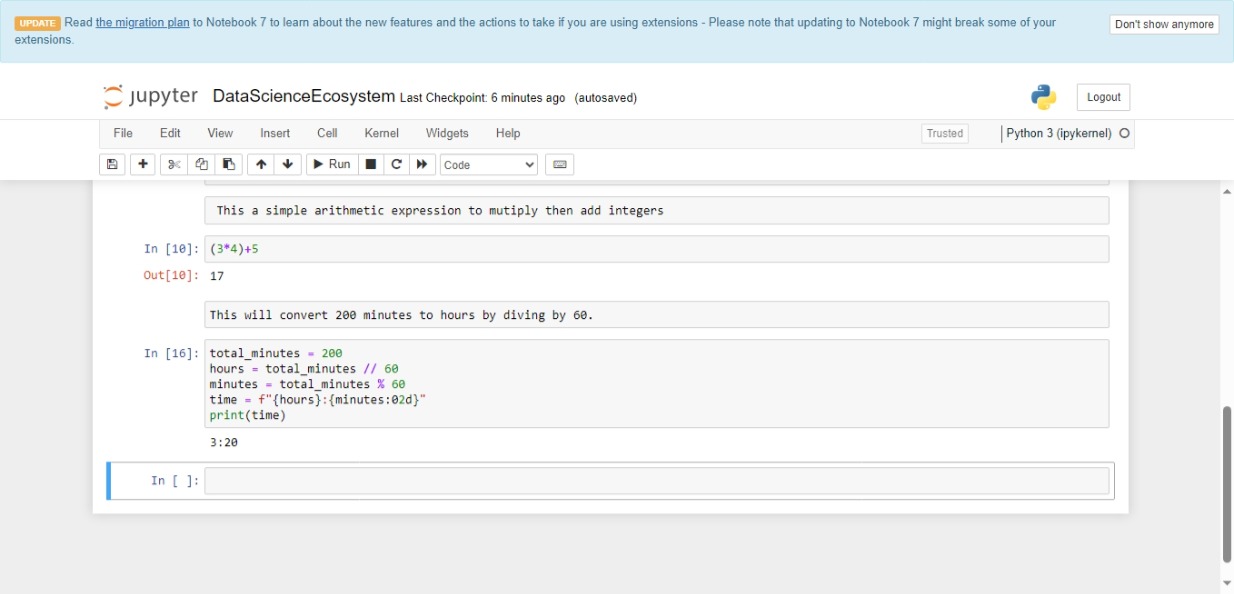 UPDATE Read the migration plan to Notebook 7 to learn about the new features and the actions to take if you are using extensions - Please note that updating to Notebook 7 might break some of your
extensions.
Don't show anymore
jupyter DataScienceEcosystem Last Checkpoint: 6 minutes ago (autosaved)
Logout
File Edit View Insert Cell Kernel Widgets Help
Trusted
Python 3 (ipykernel)
Run
Code
This a simple arithmetic expression to mutiply then add integers
In [10]: (3*4)+5
Out[10]: 17
This will convert 200 minutes to hours by diving by 60.
In [16]: total_minutes = 200
hours = total_minutes // 60
minutes = total_minutes % 60
time = f"{hours}:{minutes:02d}"
print(time)
3:20
In [ ]: